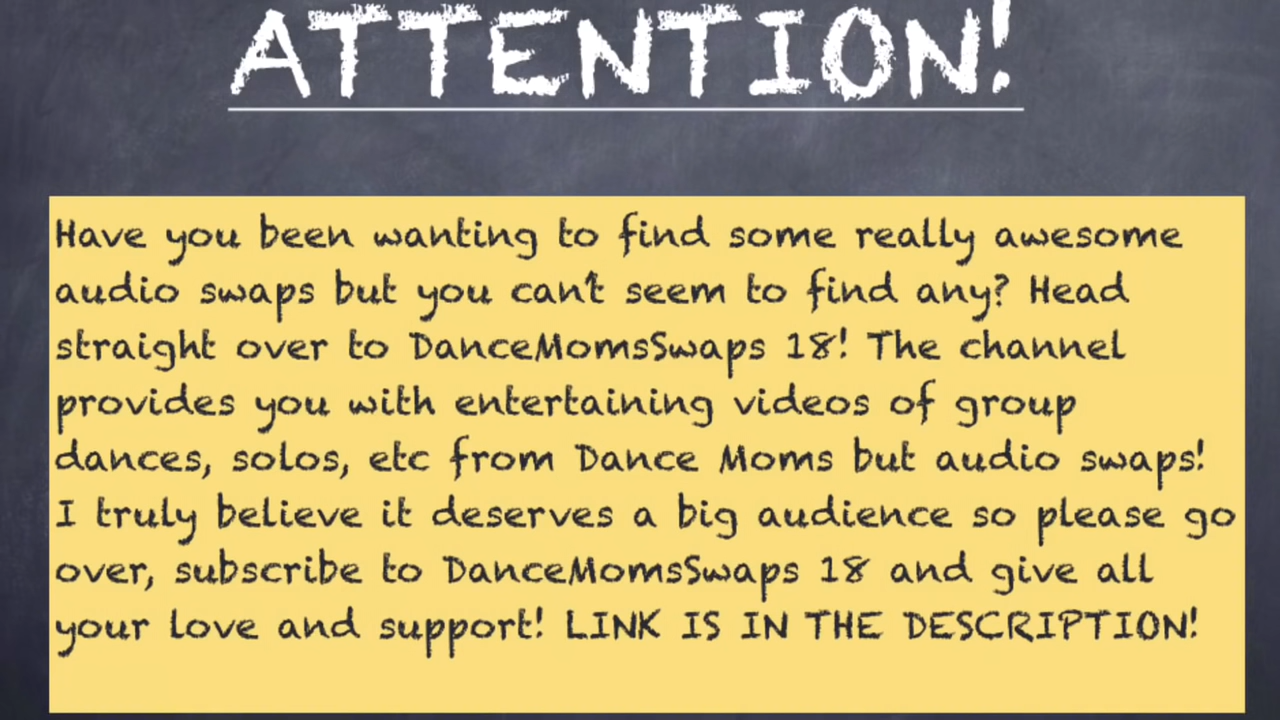 ATTENTION!
Have you been wanting to find some really awesome
audio swaps but you can't seem to find any? Head
straight over to DanceMomsSwaps 18! The channel
provides you with entertaining videos of group
dances, solos, etc from Dance Moms but audio swaps!
I truly believe it deserves a big audience so please go
over, subscribe to DanceMomsSwaps 18 and give all
your love and support! LINK IS IN THE DESCRIPTION!